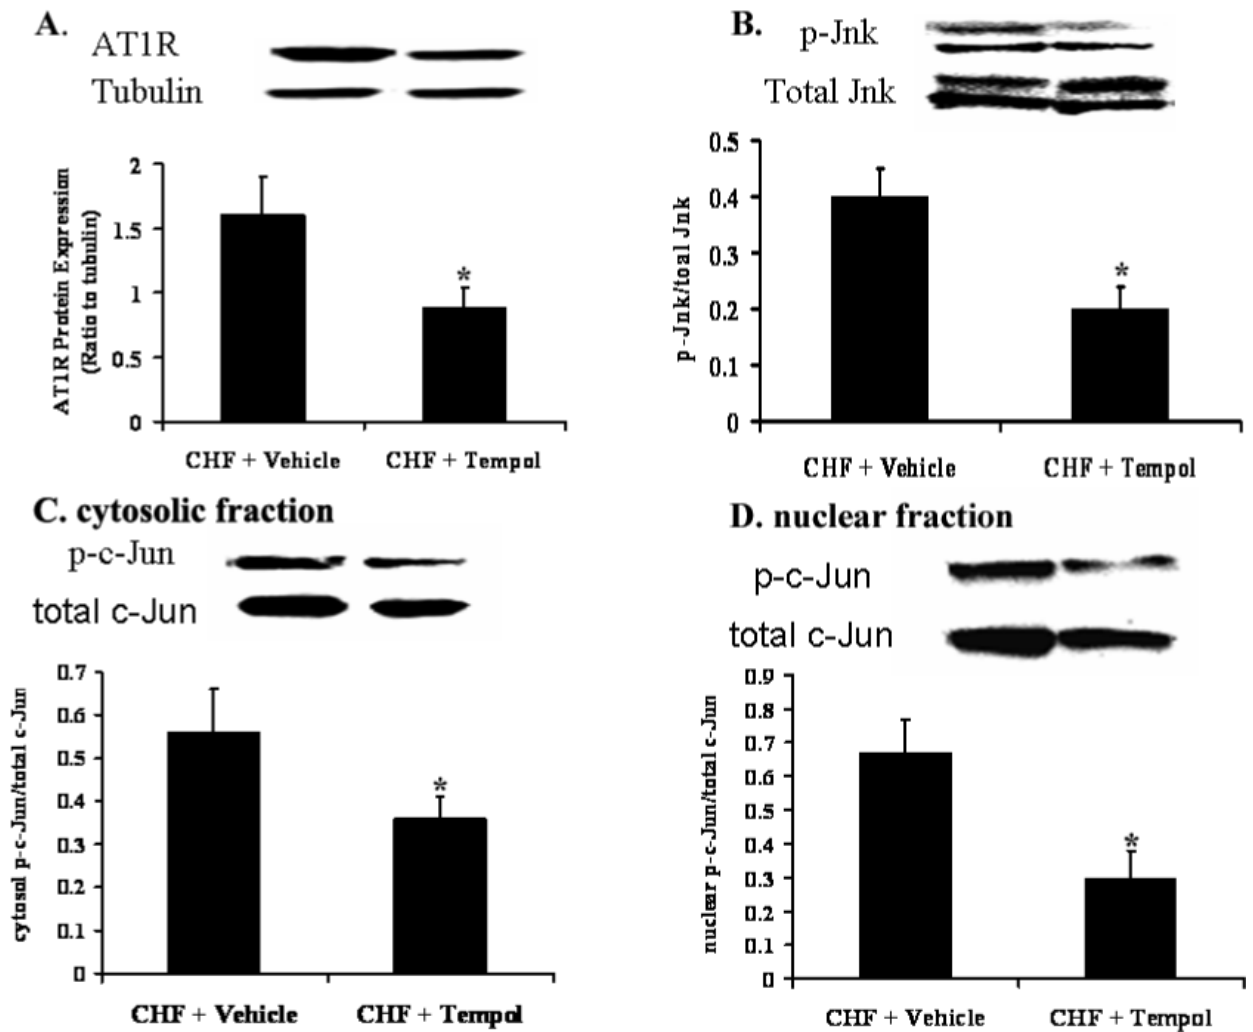 A.
AT1R
Tubulin
2
1.5
1
0.5
0
AT1R Protein Expression
(Ratio to tubulin)
*
CHF + Vehicle
CHF + Tempol
B.
p-Jnk
Total Jnk
0.5
0.4
0.3
0.2
0.1
0
p-Jnk/toal Jnk
*
CHF + Vehicle
CHF + Tempol
C. cytosolic fraction
p-c-Jun
total c-Jun
0.7
0.6
0.5
0.4
0.3
0.2
0.1
0
cytosol p-c-Jun/total c-Jun
*
CHF + Vehicle
CHF + Tempol
D. nuclear fraction
p-c-Jun
total c-Jun
0.9
0.8
0.7
0.6
0.5
0.4
0.3
0.2
0.1
0
nuclear p-c-Jun/total c-Jun
*
CHF + Vehicle
CHF + Tempol